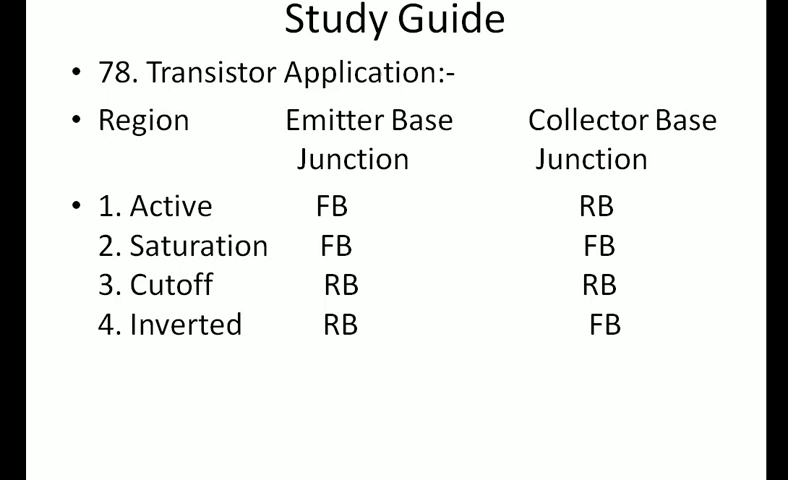 Study Guide
• 78. Transistor Application:-
• Region Emitter Base Collector Base
Junction Junction
• 1. Active FB RB
2. Saturation FB FB
3. Cutoff RB RB
4. Inverted RB FB